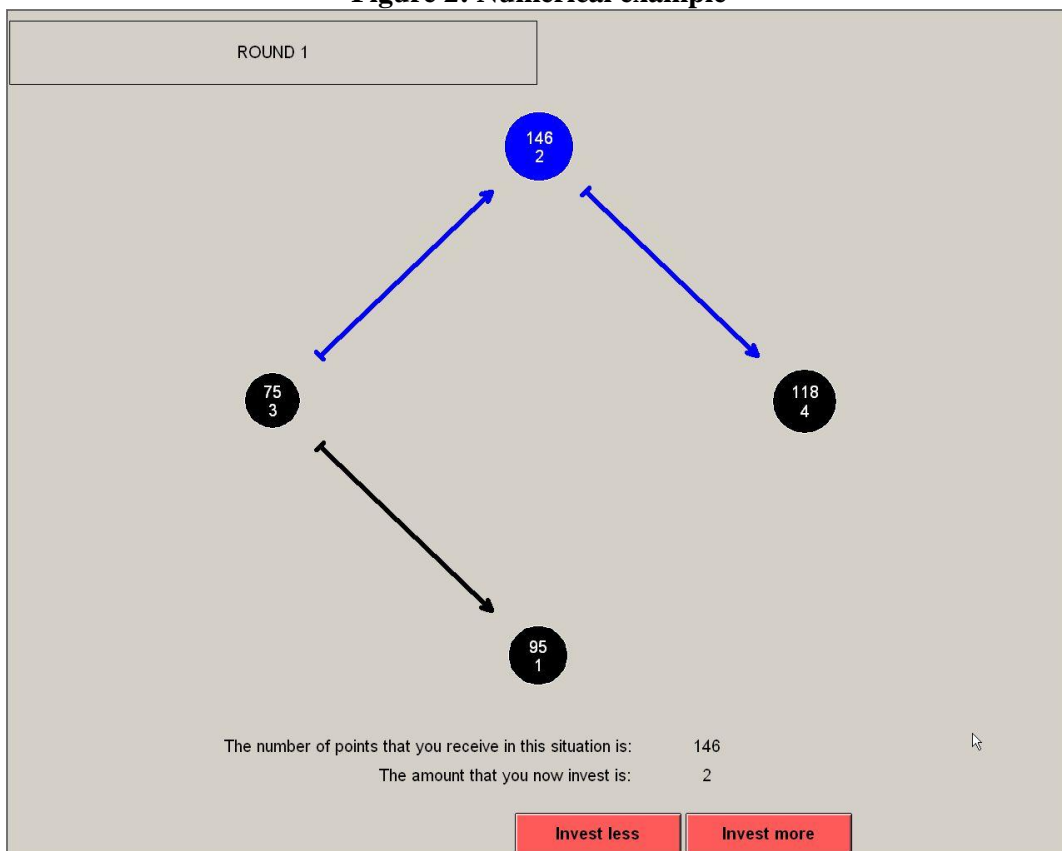 Figure 2: Numerical example
ROUND 1
146
2
75
3
118
4
95
1
The number of points that you receive in this situation is: 146
The amount that you now invest is: 2
Invest less
Invest more